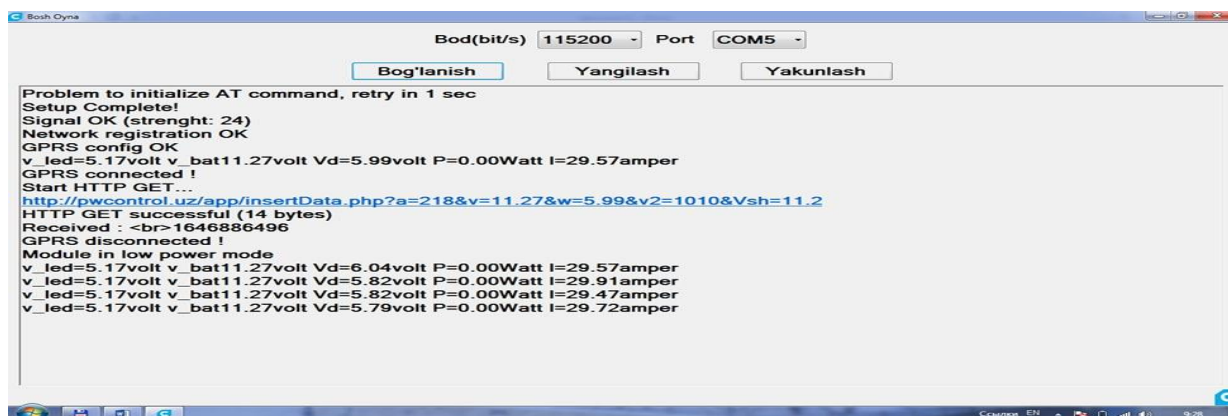 Bosh Oyna
Bod(bit/s) 115200 Port COM5
Bog'lanish Yangilash Yakunlash
Problem to initialize AT command, retry in 1 sec
Setup Complete!
Signal OK (strenght: 24)
Network registration OK
GPRS config OK
v_led=5.17volt v_bat11.27volt Vd=5.99volt P=0.00Watt I=29.57amper
GPRS connected !
Start HTTP GET...
http://pwcontrol.uz/app/insertData.php?a=218&v=11.27&w=5.99&v2=1010&Vsh=11.2
HTTP GET successful (14 bytes)
Received : <br>1646886496
GPRS disconnected !
Module in low power mode
v_led=5.17volt v_bat11.27volt Vd=6.04volt P=0.00Watt I=29.57amper
v_led=5.17volt v_bat11.27volt Vd=5.82volt P=0.00Watt I=29.91amper
v_led=5.17volt v_bat11.27volt Vd=5.82volt P=0.00Watt I=29.47amper
v_led=5.17volt v_bat11.27volt Vd=5.79volt P=0.00Watt I=29.72amper
Ссылки EN 9:28